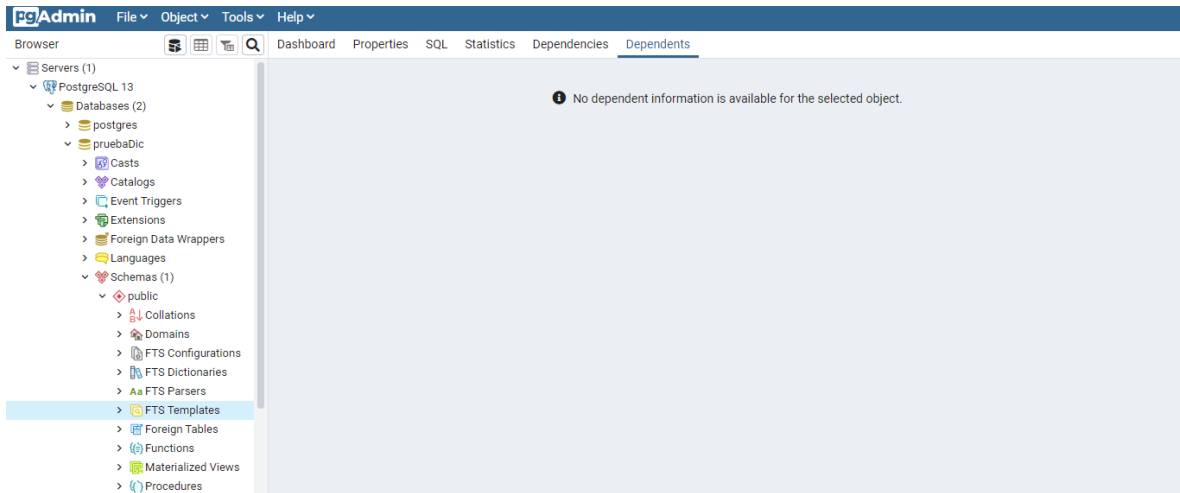 pgAdmin File Object Tools Help
Browser Dashboard Properties SQL Statistics Dependencies Dependents
Servers (1)
PostgreSQL 13
Databases (2)
postgres
pruebaDic
Casts
Catalogs
Event Triggers
Extensions
Foreign Data Wrappers
Languages
Schemas (1)
public
Collations
Domains
FTS Configurations
FTS Dictionaries
Aa FTS Parsers
FTS Templates
Foreign Tables
Functions
Materialized Views
Procedures
No dependent information is available for the selected object.